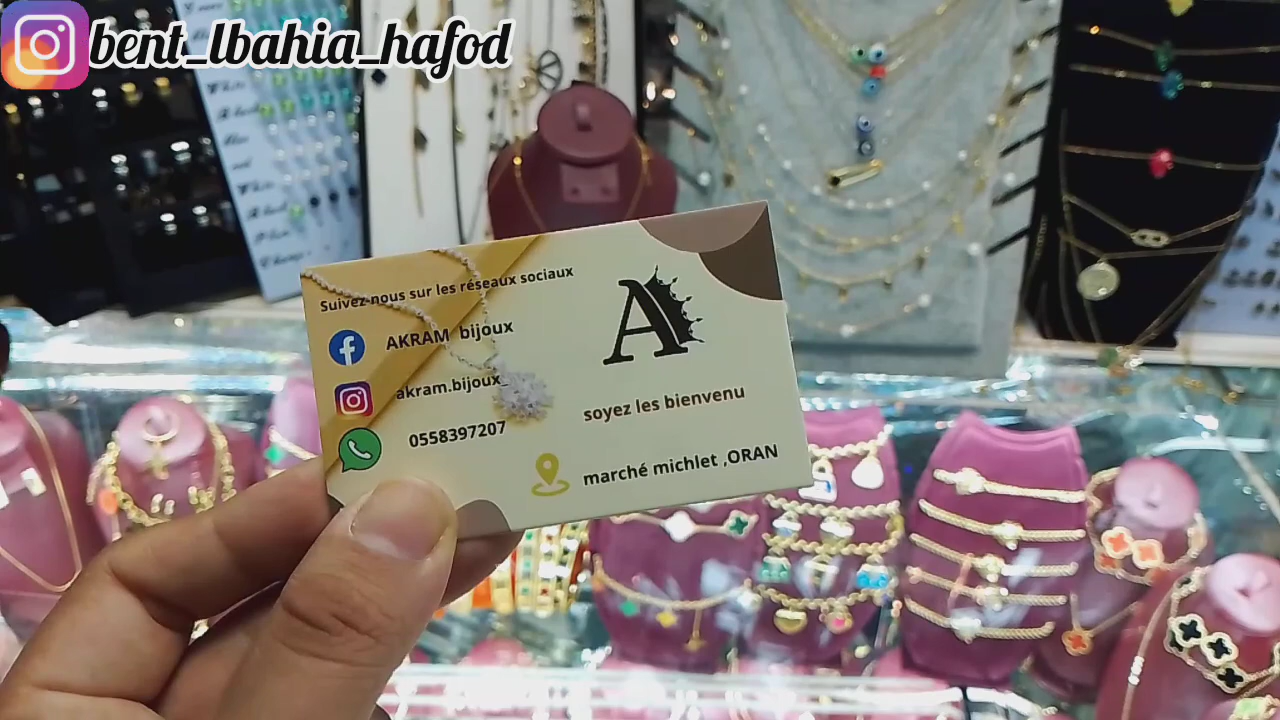 bent_lbahia_hafod
Suivez-nous sur les réseaux sociaux
AKRAM bijoux
akram.bijoux_
0558397207
A
soyez les bienvenu
marché michlet ,ORAN